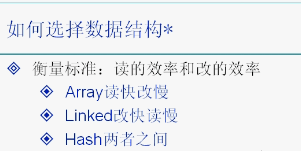 如何选择数据结构*
衡量标准：读的效率和改的效率
Array读快改慢
Linked改快读慢
Hash两者之间